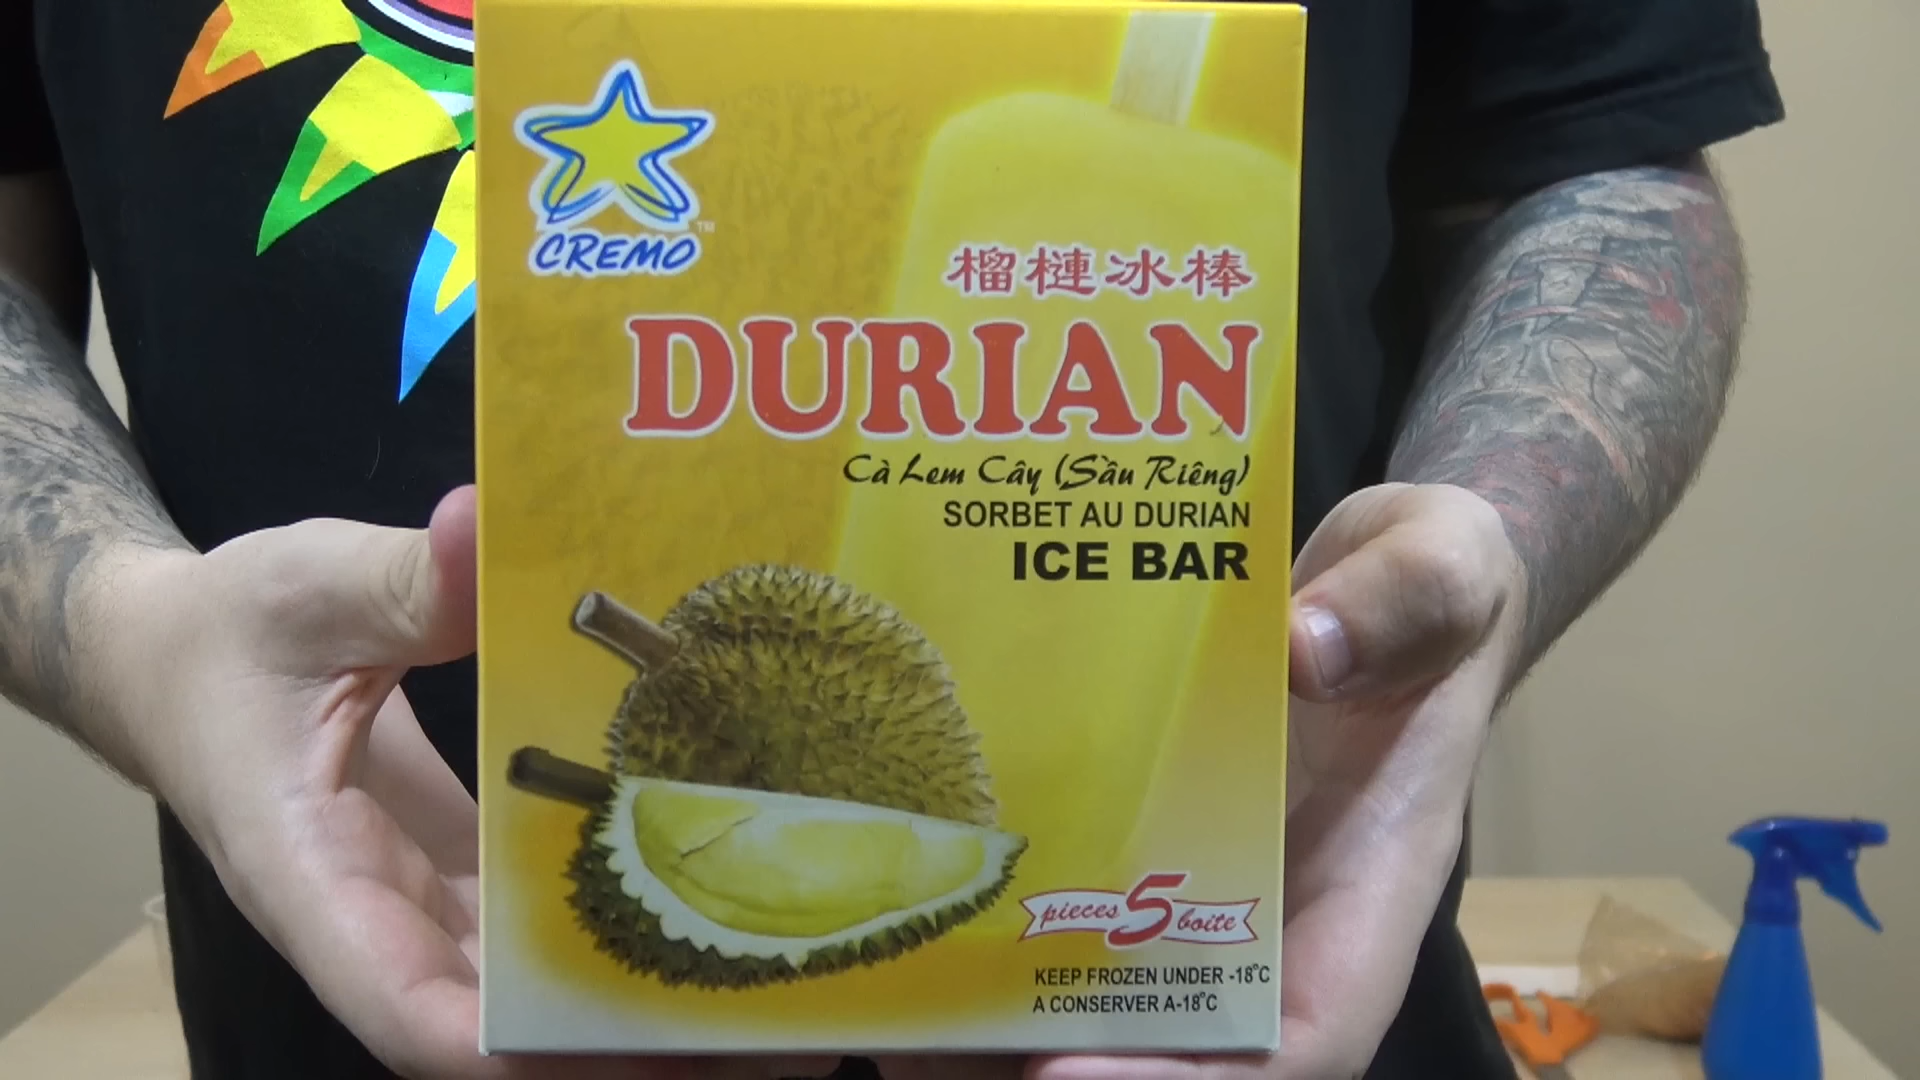 CREMO
TM
榴槤冰棒
DURIAN
Cà Lem Cây (Sầu Riêng)
SORBET AU DURIAN
ICE BAR
pieces 5 boite
KEEP FROZEN UNDER -18°C
A CONSERVER A-18°C